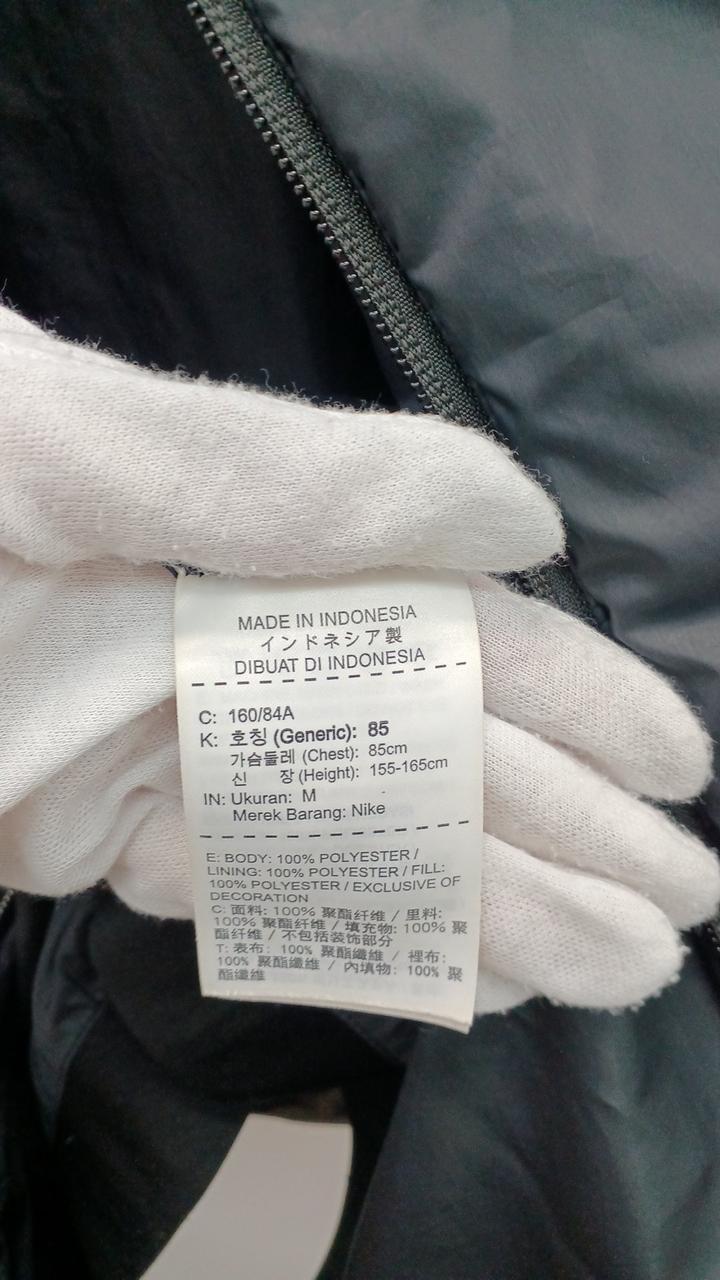 MADE IN INDONESIA
インドネシア製
DIBUAT DI INDONESIA
C: 160/84A
K: 호칭 (Generic): 85
가슴둘레 (Chest): 85cm
신 장 (Height): 155-165cm
IN: Ukuran: M
Merek Barang: Nike
E: BODY: 100% POLYESTER /
LINING: 100% POLYESTER / FILL:
100% POLYESTER / EXCLUSIVE OF
DECORATION
C: 面料: 100% 聚酯纤维 / 里料:
100% 聚酯纤维 / 填充物: 100% 聚
酯纤维 / 不包括装饰部分
T: 表布: 100% 聚酯纖維 / 裡布:
100% 聚酯纖維 / 內填物: 100% 聚
酯纖維